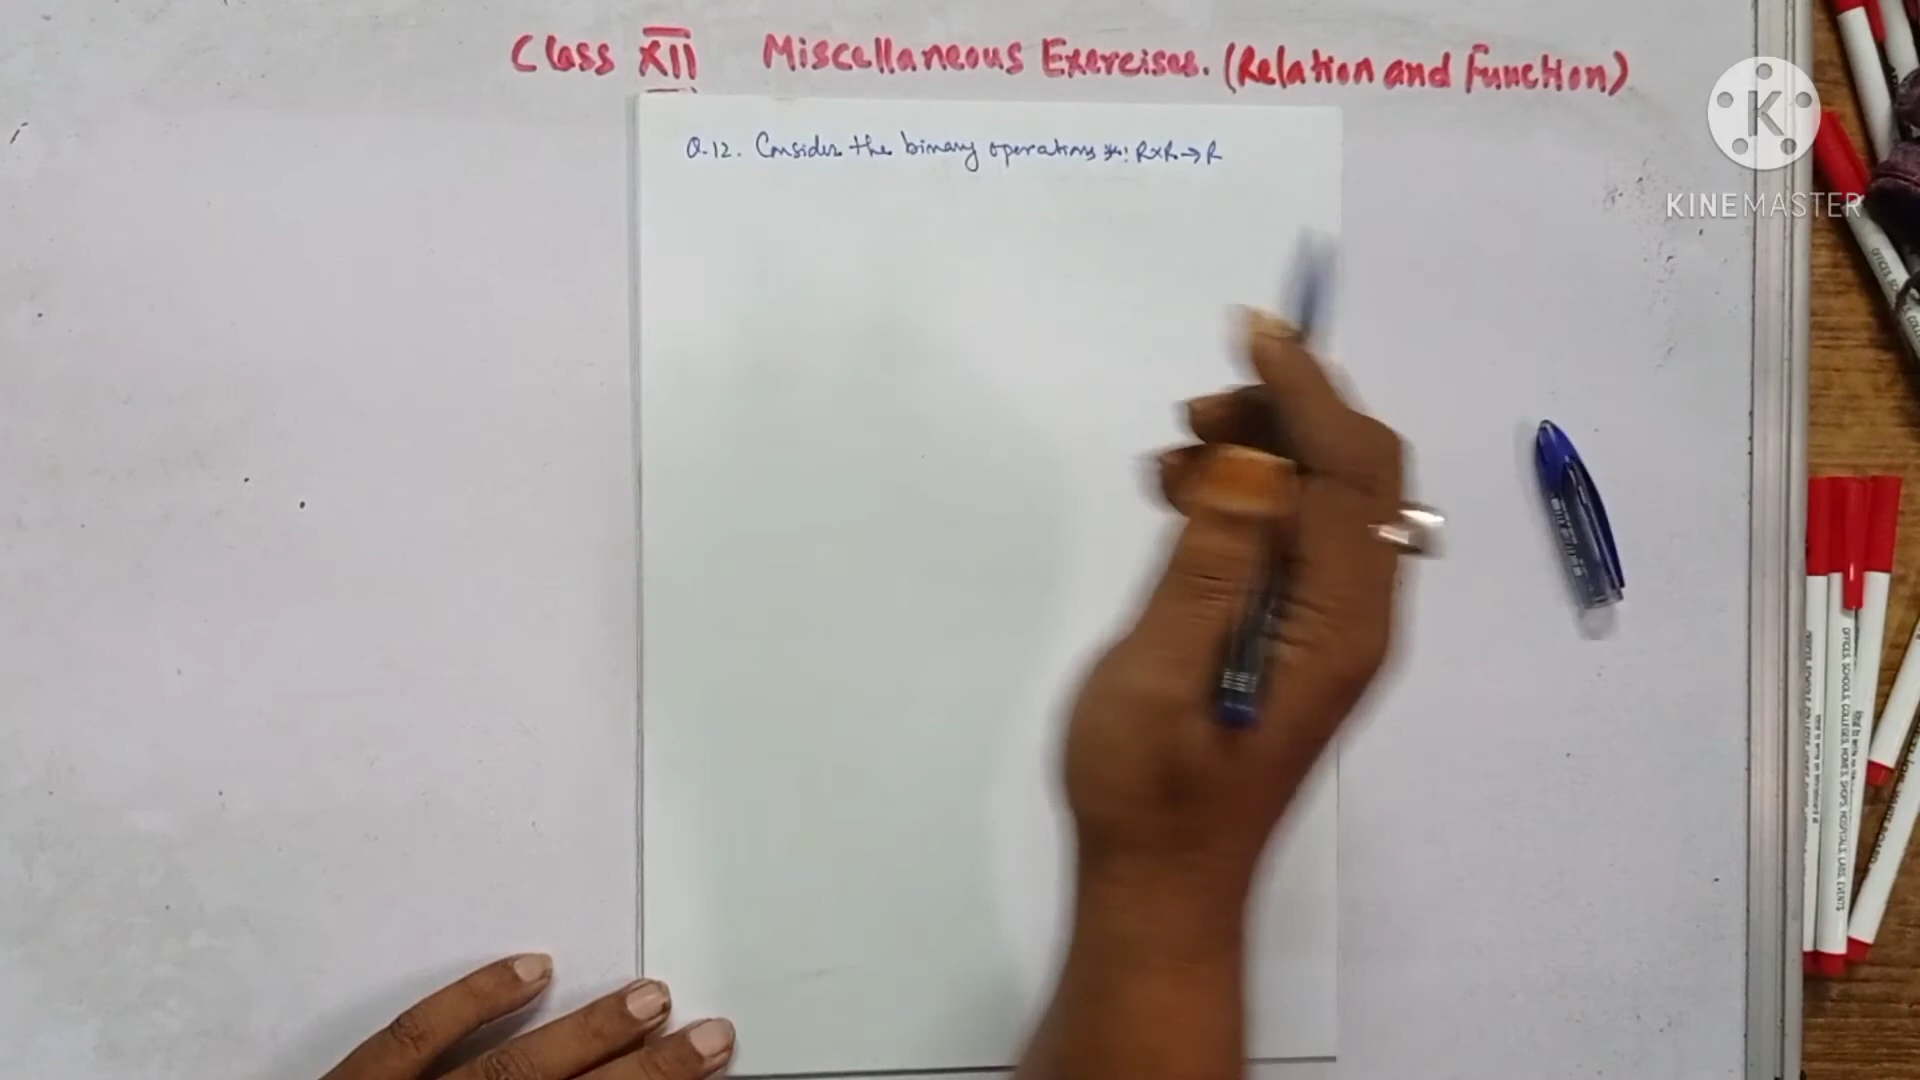 Class XII Miscellaneous Exercises. (Relation and Function)
Q.12. Consider the binary operations *: R×R→R
K
KINEMASTER